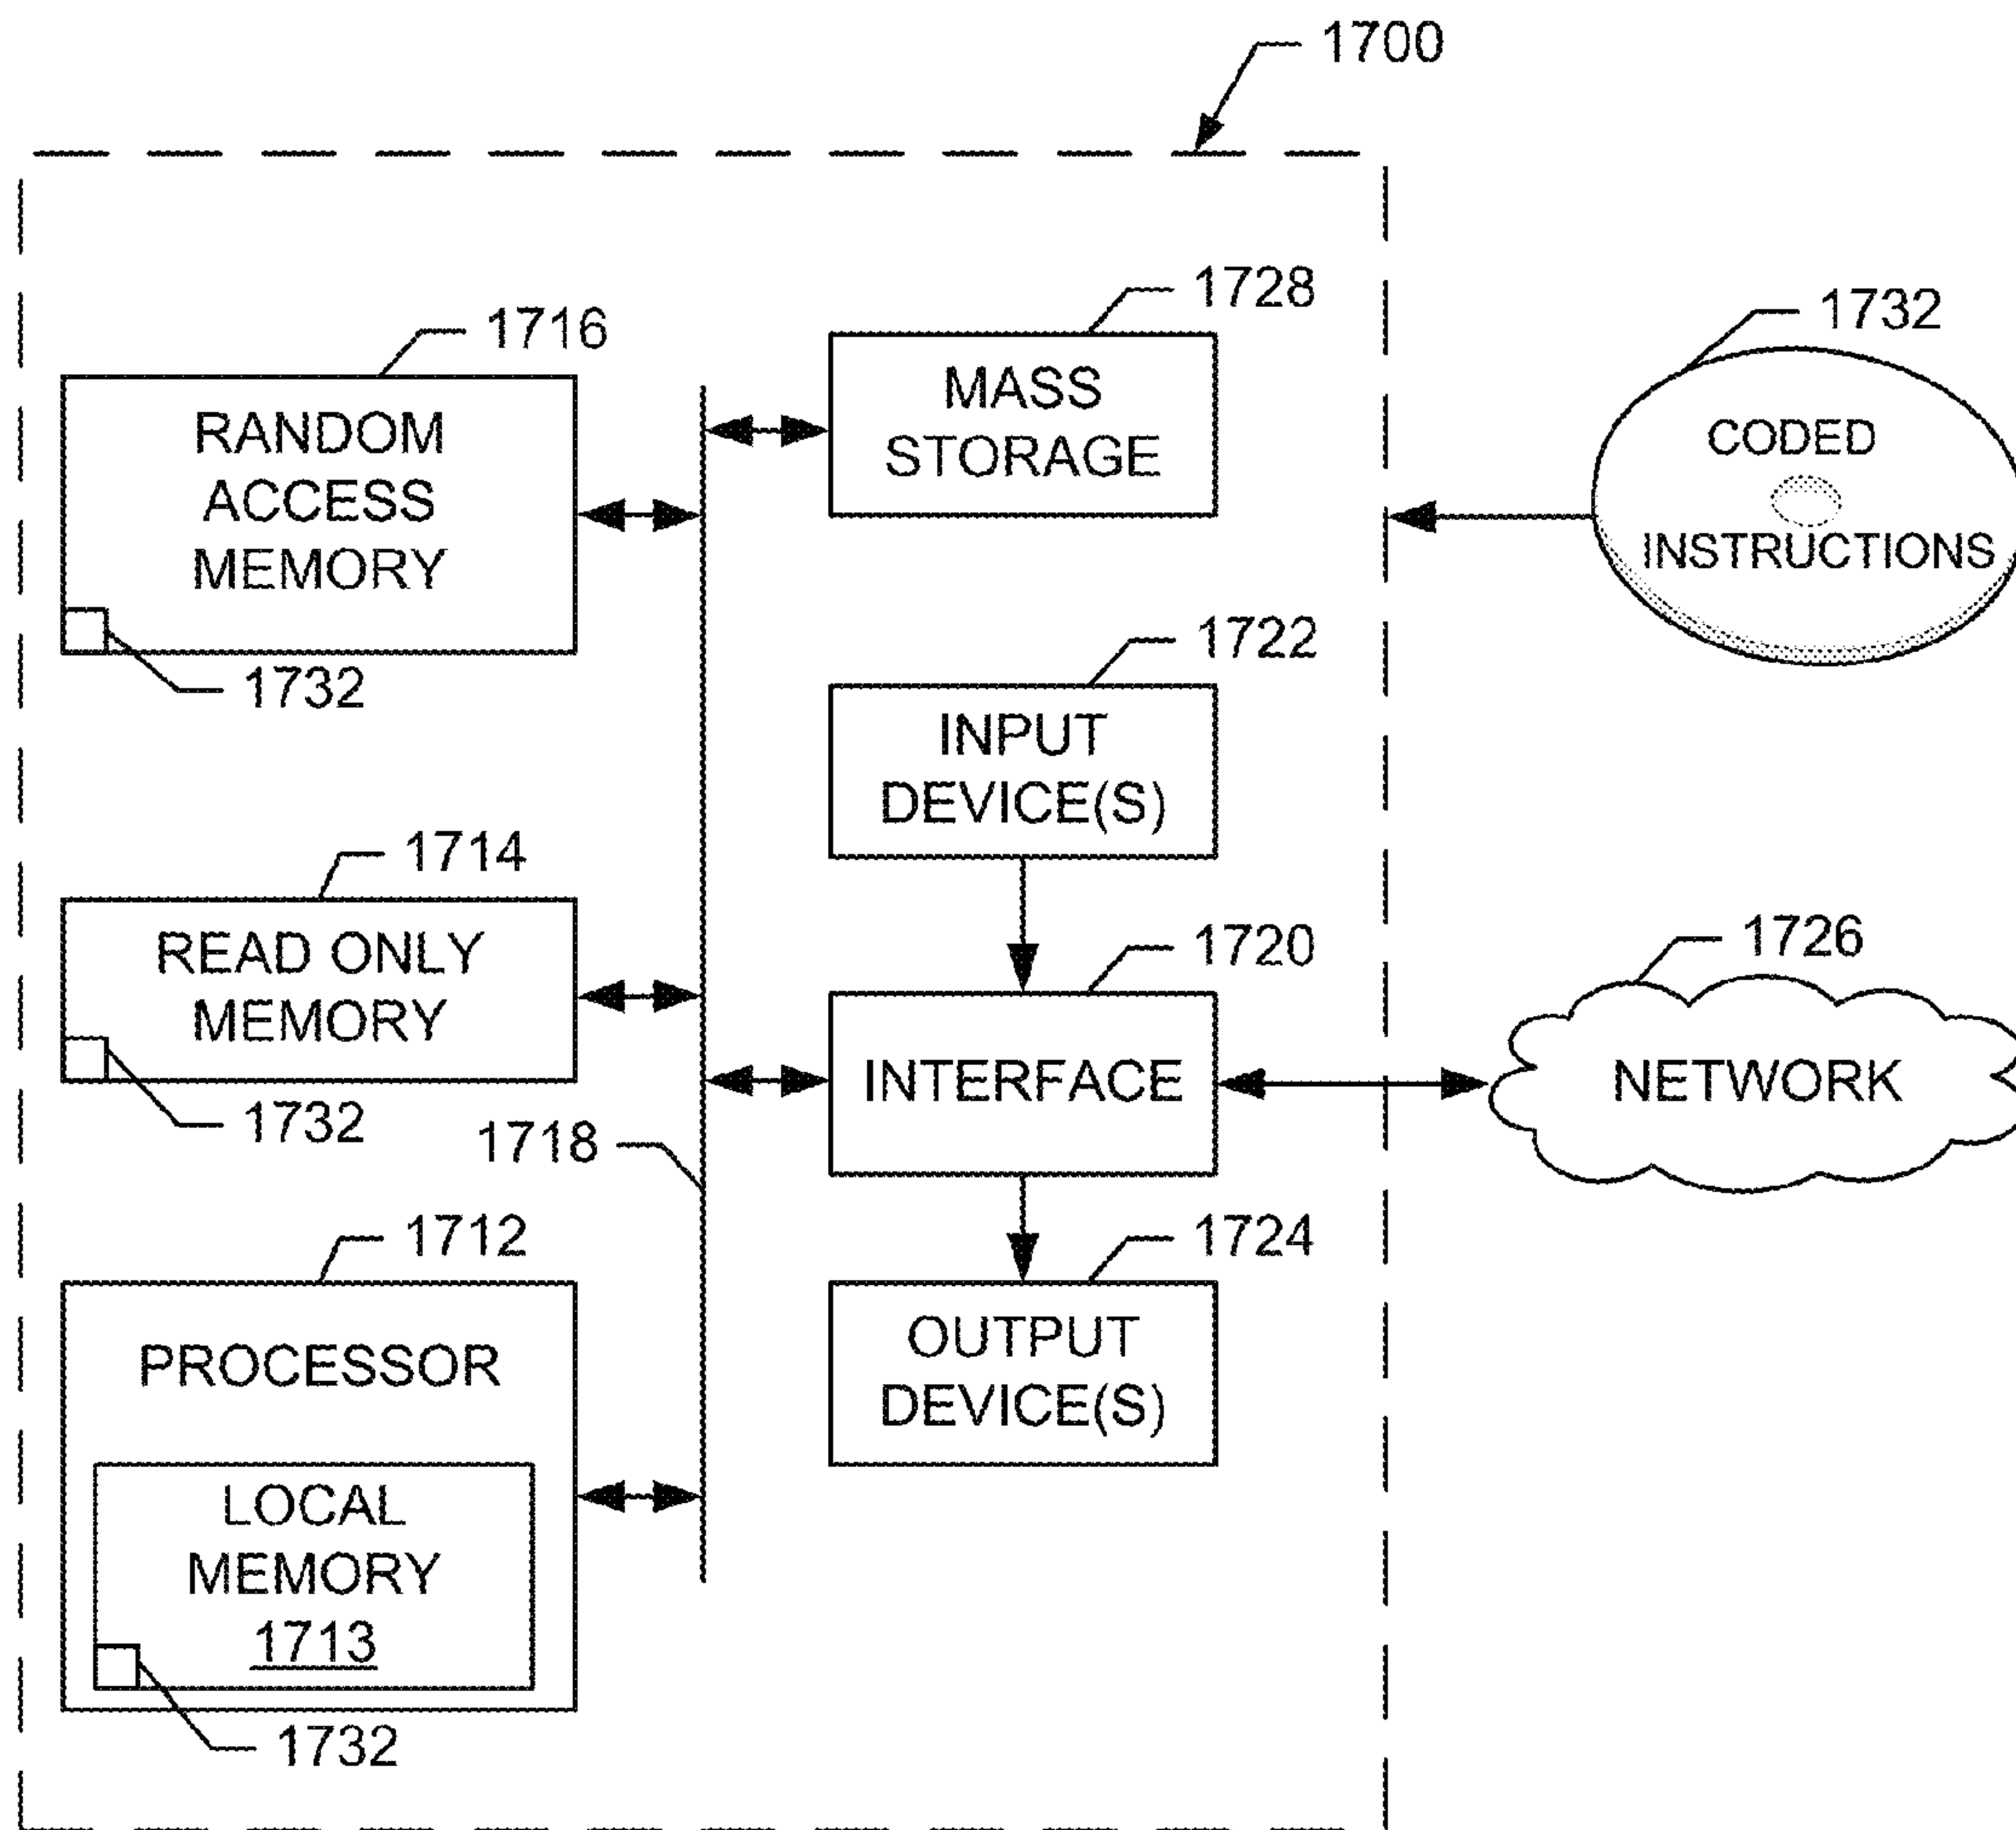 1700
1728
MASS
STORAGE
1716
RANDOM
ACCESS
MEMORY
1732
1732
CODED
INSTRUCTIONS
1722
INPUT
DEVICE(S)
1714
READ ONLY
MEMORY
1732
1720
INTERFACE
1726
NETWORK
1718
1712
PROCESSOR
LOCAL
MEMORY
1713
1732
1724
OUTPUT
DEVICE(S)